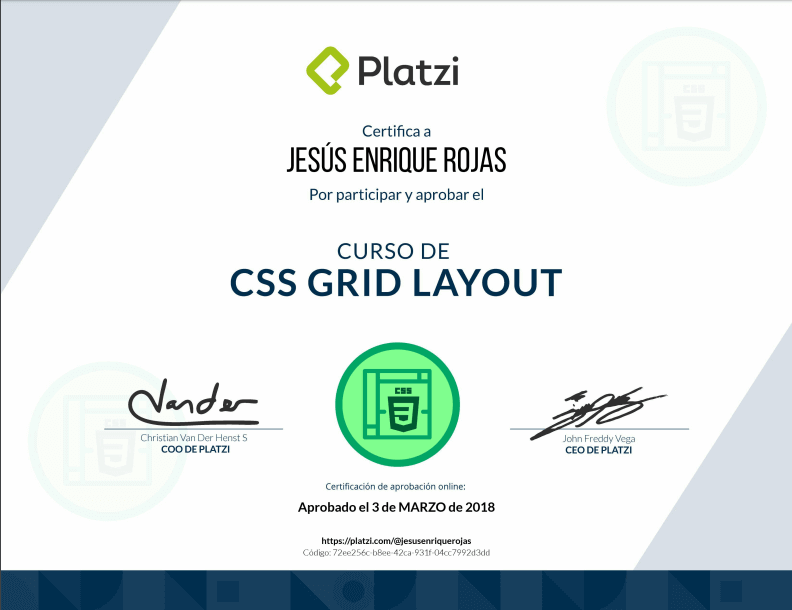 Platzi
Certifica a
JESÚS ENRIQUE ROJAS
Por participar y aprobar el
CURSO DE
CSS GRID LAYOUT
CSS
CSS
CSS
Vander
Christian Van Der Henst S
COO DE PLATZI
John Freddy Vega
CEO DE PLATZI
Certificación de aprobación online:
Aprobado el 3 de MARZO de 2018
https://platzi.com/@jesusenriquerojas
Código: 72ee256c-b8ee-42ca-931f-04cc7992d3dd